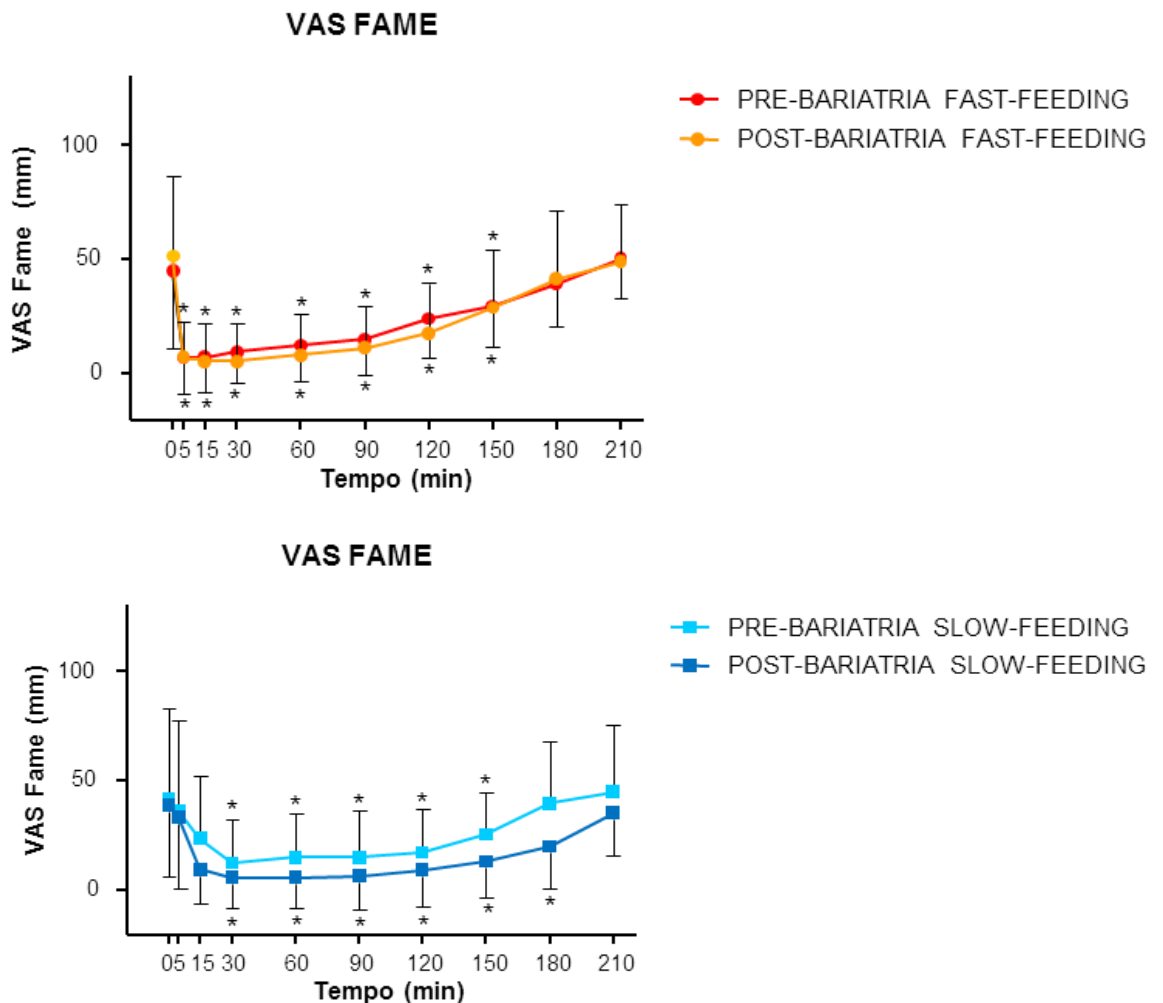 VAS FAME
PRE-BARIATRIA FAST-FEEDING
POST-BARIATRIA FAST-FEEDING
VAS Fame (mm)
100
50
0
* * * * * * *
* * * * * * *
0 5 15 30 60 90 120 150 180 210
Tempo (min)
VAS FAME
PRE-BARIATRIA SLOW-FEEDING
POST-BARIATRIA SLOW-FEEDING
VAS Fame (mm)
100
50
0
* * * * *
* * * * * *
0 5 15 30 60 90 120 150 180 210
Tempo (min)